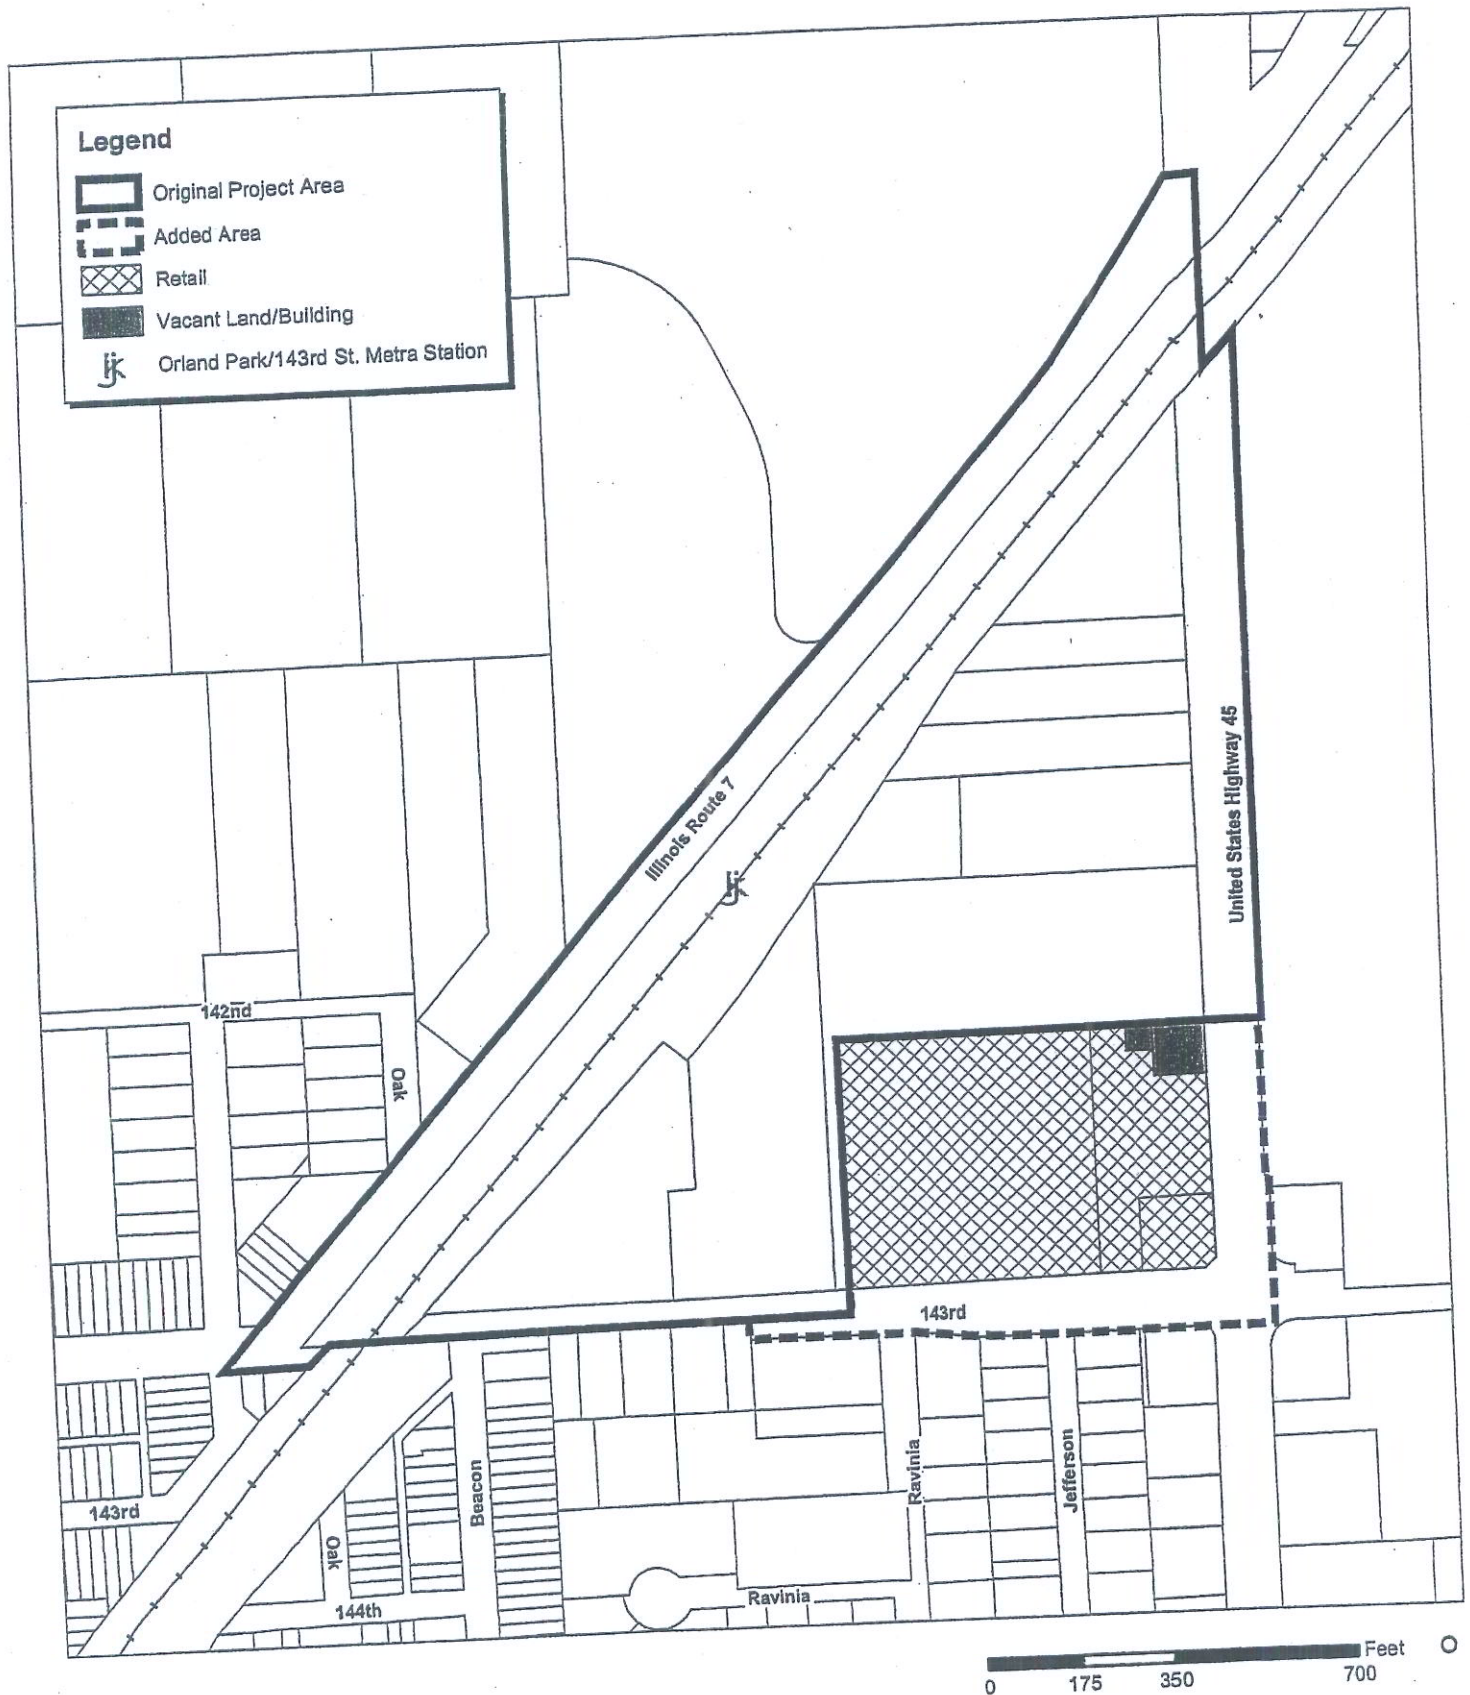 Legend
Original Project Area
Added Area
Retail
Vacant Land/Building
Orland Park/143rd St. Metra Station
United States Highway 45
Illinois Route 7
142nd
Oak
143rd
Ravinia
Jefferson
Beacon
143rd
Oak
Ravinia
144th
Feet
0 175 350 700